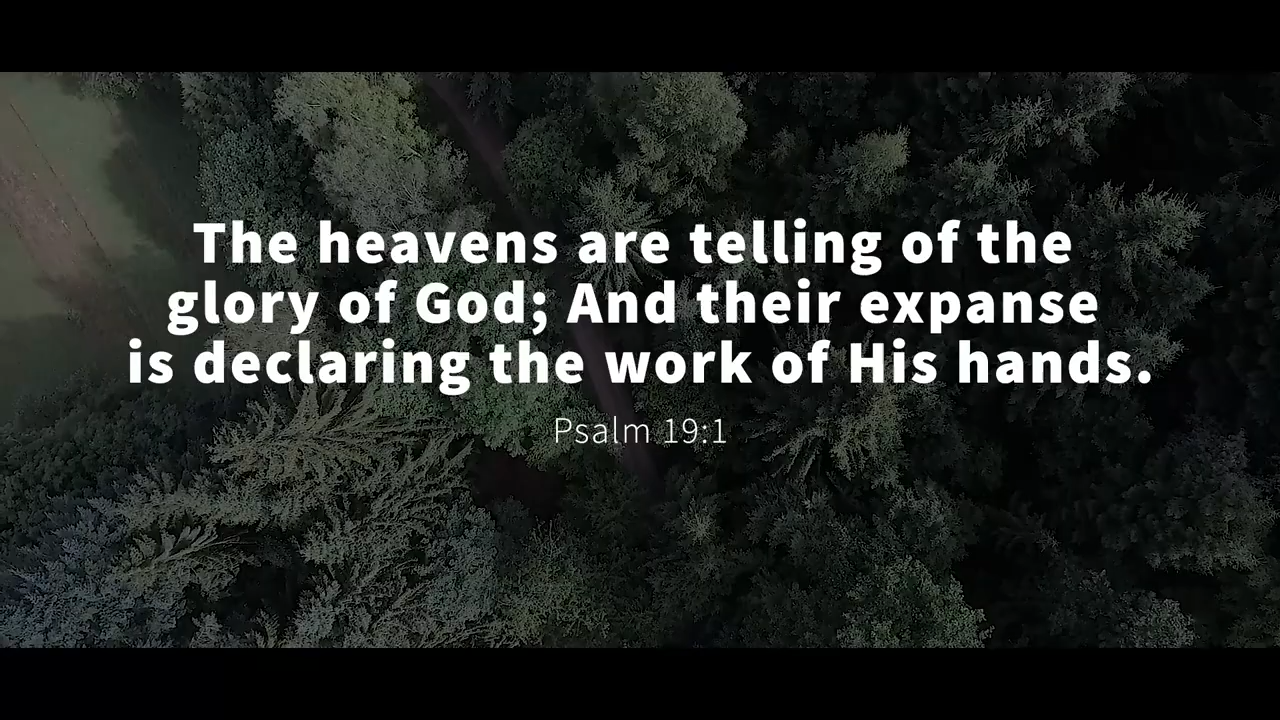 The heavens are telling of the
glory of God; And their expanse
is declaring the work of His hands.
Psalm 19:1